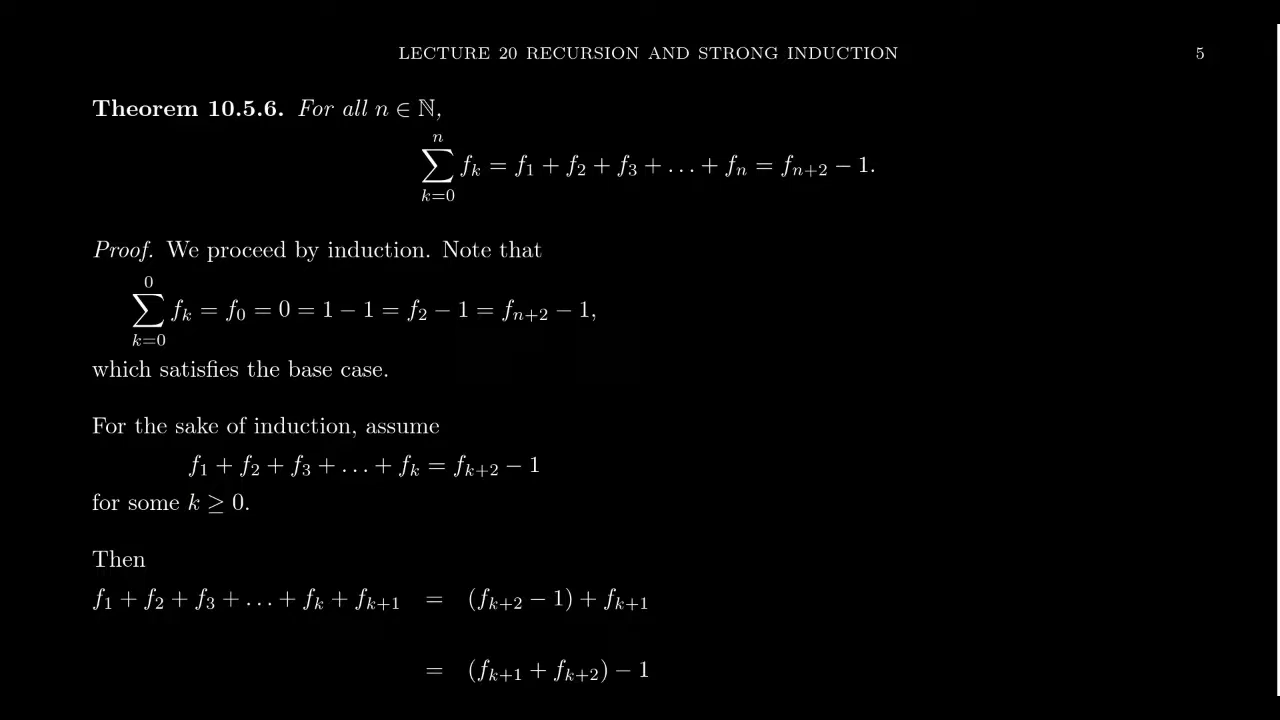 LECTURE 20 RECURSION AND STRONG INDUCTION 5
Theorem 10.5.6. For all n ∈ ℕ,
\sum_{k=0}^{n} f_k = f_1 + f_2 + f_3 + . . . + f_n = f_{n+2} − 1.
Proof. We proceed by induction. Note that
\sum_{k=0}^{0} f_k = f_0 = 0 = 1 − 1 = f_2 − 1 = f_{n+2} − 1,
which satisfies the base case.
For the sake of induction, assume
f_1 + f_2 + f_3 + . . . + f_k = f_{k+2} − 1
for some k ≥ 0.
Then
f_1 + f_2 + f_3 + . . . + f_k + f_{k+1} = (f_{k+2} − 1) + f_{k+1}
= (f_{k+1} + f_{k+2}) − 1